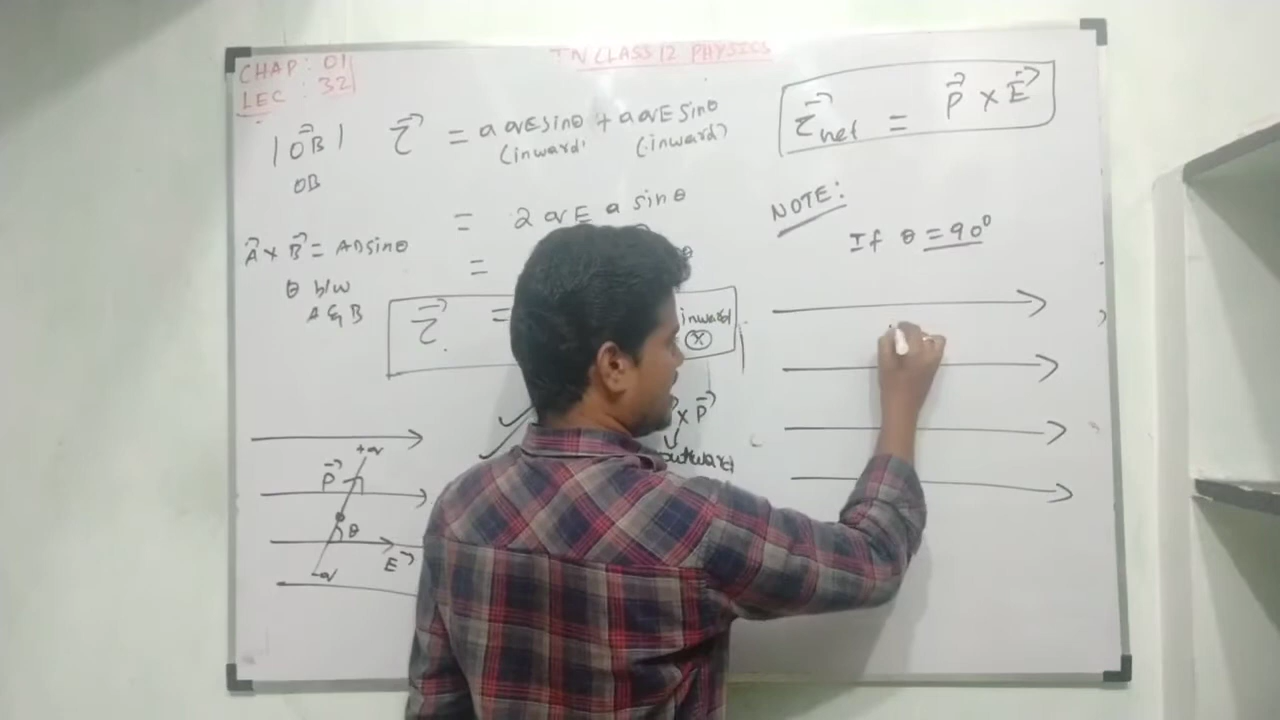 CHAP : 01
LEC : 32
TN CLASS 12 PHYSICS
|OB⃗| τ⃗ = a qE sinθ + a qE sinθ
(inward) (inward)
OB
= 2 qE a sinθ
A⃗ x B⃗ = AB sinθ
=
θ
θ b/w
A & B
τ⃗ = inward
ⓧ
x P⃗
outward
+q
P⃗
θ
E⃗
-q
τ⃗ net = P⃗ x E⃗
NOTE:
If θ = 90°